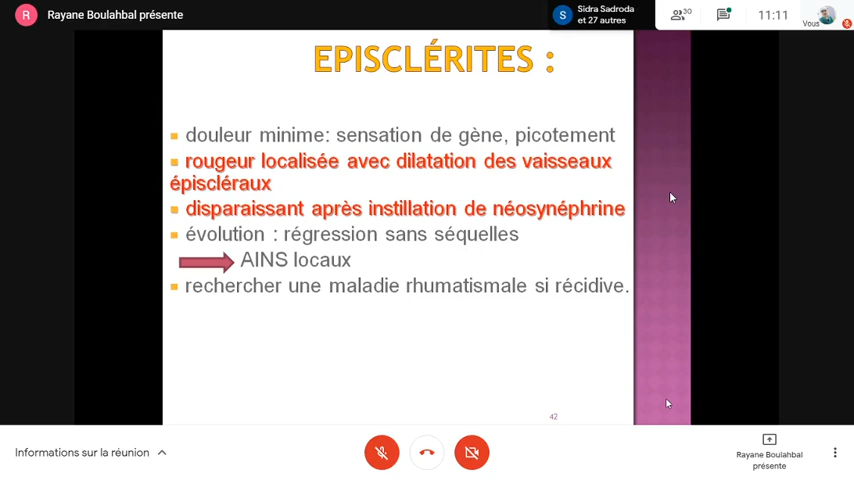 R
Rayane Boulahbal présente
S
Sidra Sadroda
et 27 autres
30
11:11
Vous
EPISCLÉRITES :
douleur minime: sensation de gène, picotement
rougeur localisée avec dilatation des vaisseaux
épiscléraux
disparaissant après instillation de néosynéphrine
évolution : régression sans séquelles
AINS locaux
rechercher une maladie rhumatismale si récidive.
42
Informations sur la réunion
Rayane Boulahbal
présente